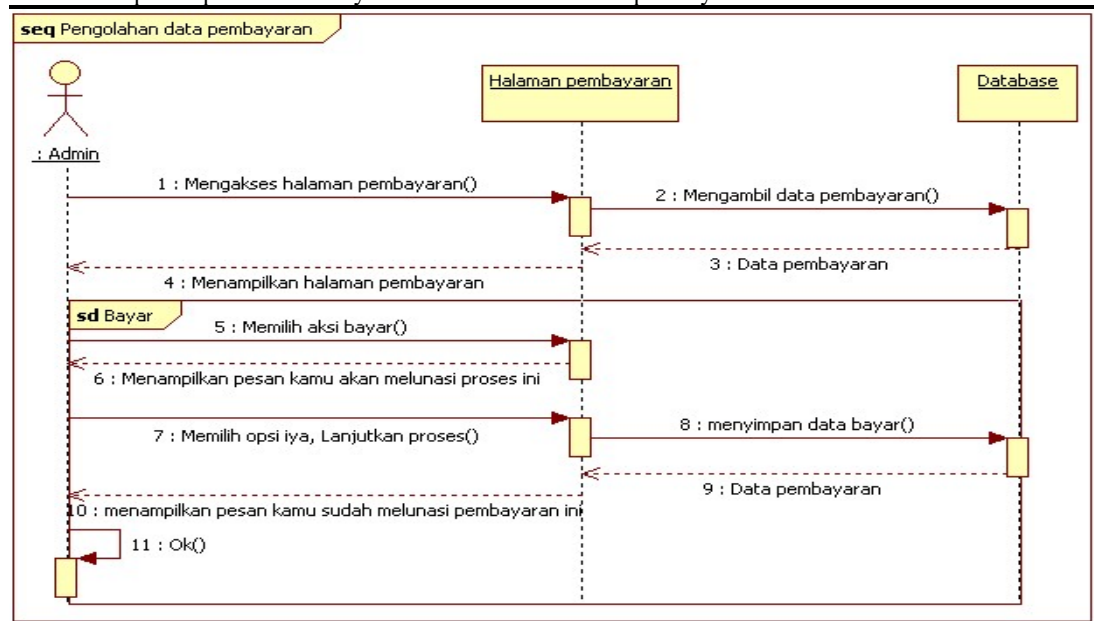 seq Pengolahan data pembayaran
Halaman pembayaran
Database
: Admin
1 : Mengakses halaman pembayaran()
2 : Mengambil data pembayaran()
3 : Data pembayaran
4 : Menampilkan halaman pembayaran
sd Bayar
5 : Memilih aksi bayar()
6 : Menampilkan pesan kamu akan melunasi proses ini
7 : Memilih opsi iya, Lanjutkan proses()
8 : menyimpan data bayar()
9 : Data pembayaran
10 : menampilkan pesan kamu sudah melunasi pembayaran ini
11 : Ok()